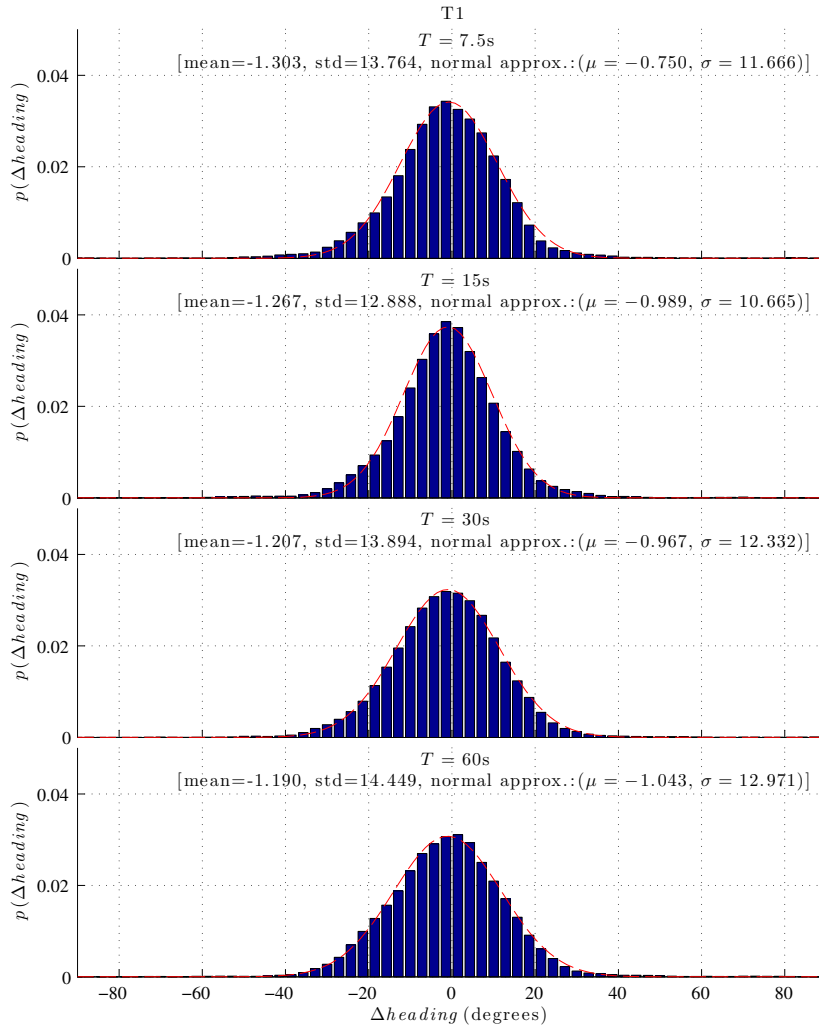 T1
T = 7.5s
[mean=-1.303, std=13.764, normal approx.:(μ = −0.750, σ = 11.666)]
0.04
0.02
0
p(Δheading)
T = 15s
[mean=-1.267, std=12.888, normal approx.:(μ = −0.989, σ = 10.665)]
0.04
0.02
0
p(Δheading)
T = 30s
[mean=-1.207, std=13.894, normal approx.:(μ = −0.967, σ = 12.332)]
0.04
0.02
0
p(Δheading)
T = 60s
[mean=-1.190, std=14.449, normal approx.:(μ = −1.043, σ = 12.971)]
0.04
0.02
0
p(Δheading)
−80 −60 −40 −20 0 20 40 60 80
Δheading (degrees)